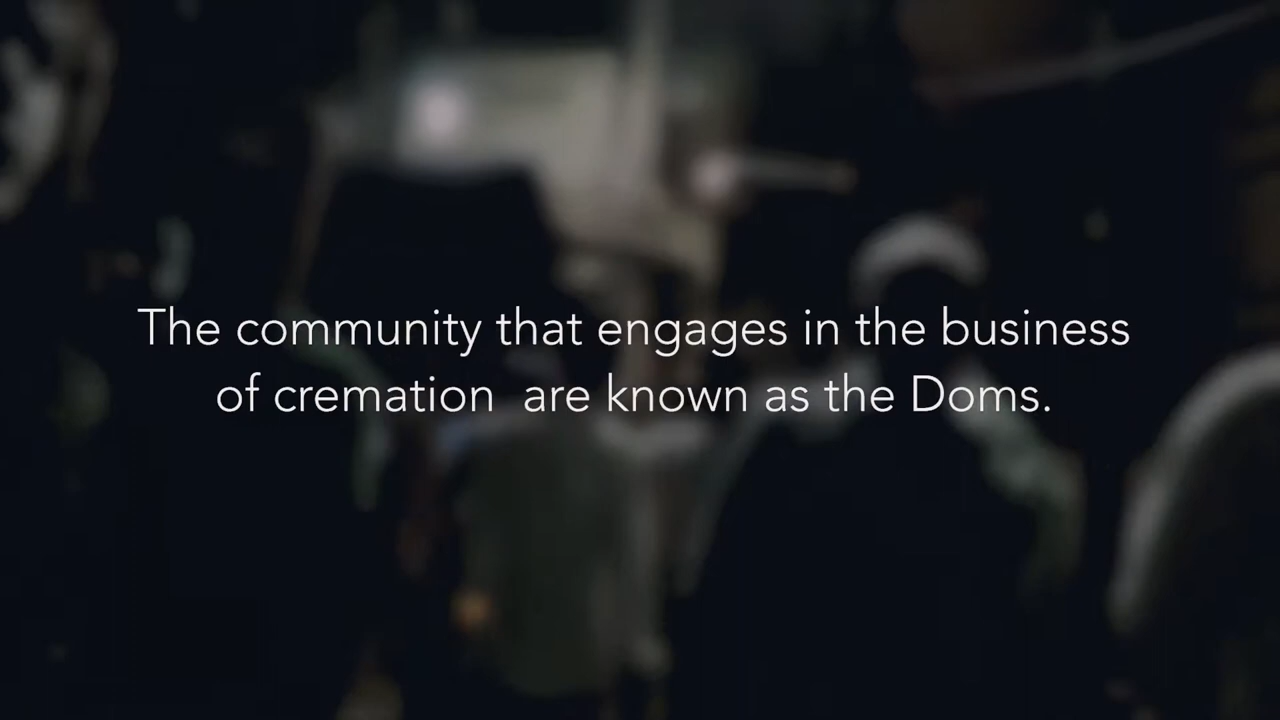 The community that engages in the business
of cremation  are known as the Doms.